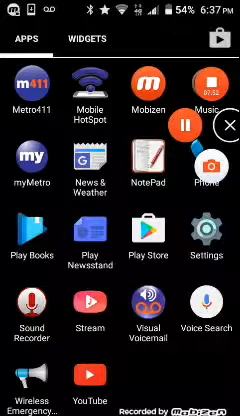 54% 6:37 PM
APPS WIDGETS
m411 07:52
Metro411 Mobile HotSpot Mobizen Music
my
myMetro News & Weather NotePad Phone
Play Books Play Newsstand Play Store Settings
Sound Recorder Stream Visual Voicemail Voice Search
Wireless Emergency... YouTube
Recorded by Mobizen